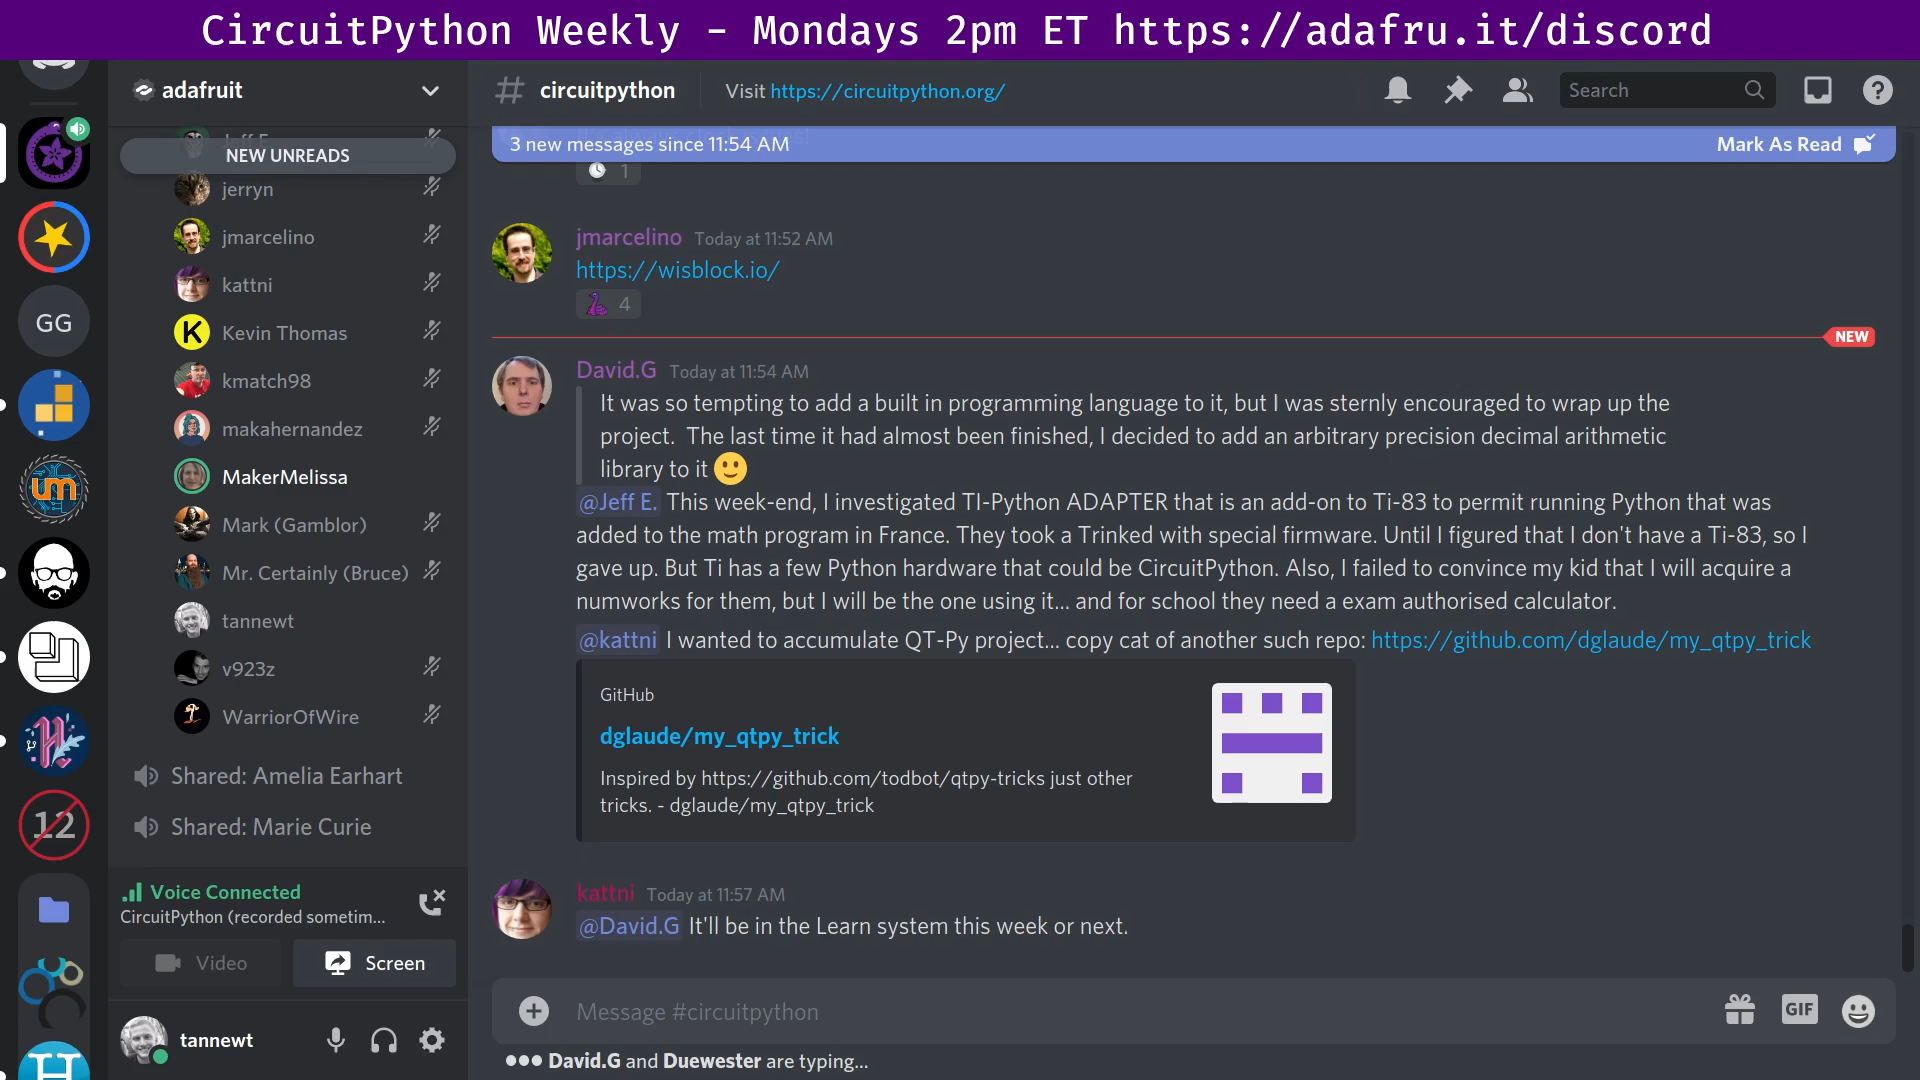 CircuitPython Weekly – Mondays 2pm ET https://adafru.it/discord
adafruit
circuitpython
Visit https://circuitpython.org/
Search
Jeff E.
NEW UNREADS
3 new messages since 11:54 AM
Mark As Read
1
jerryn
jmarcelino
kattni
Kevin Thomas
kmatch98
makahernandez
MakerMelissa
Mark (Gamblor)
Mr. Certainly (Bruce)
tannewt
v923z
WarriorOfWire
Shared: Amelia Earhart
Shared: Marie Curie
Voice Connected
CircuitPython (recorded sometim...
Video
Screen
tannewt
GG
um
12
H
K
jmarcelino Today at 11:52 AM
https://wisblock.io/
4
NEW
David.G Today at 11:54 AM
It was so tempting to add a built in programming language to it, but I was sternly encouraged to wrap up the
project.  The last time it had almost been finished, I decided to add an arbitrary precision decimal arithmetic
library to it
@Jeff E. This week-end, I investigated TI-Python ADAPTER that is an add-on to Ti-83 to permit running Python that was
added to the math program in France. They took a Trinked with special firmware. Until I figured that I don't have a Ti-83, so I
gave up. But Ti has a few Python hardware that could be CircuitPython. Also, I failed to convince my kid that I will acquire a
numworks for them, but I will be the one using it... and for school they need a exam authorised calculator.
@kattni I wanted to accumulate QT-Py project... copy cat of another such repo: https://github.com/dglaude/my_qtpy_trick
GitHub
dglaude/my_qtpy_trick
Inspired by https://github.com/todbot/qtpy-tricks just other
tricks. - dglaude/my_qtpy_trick
kattni Today at 11:57 AM
@David.G It'll be in the Learn system this week or next.
Message #circuitpython
GIF
David.G and Duewester are typing...